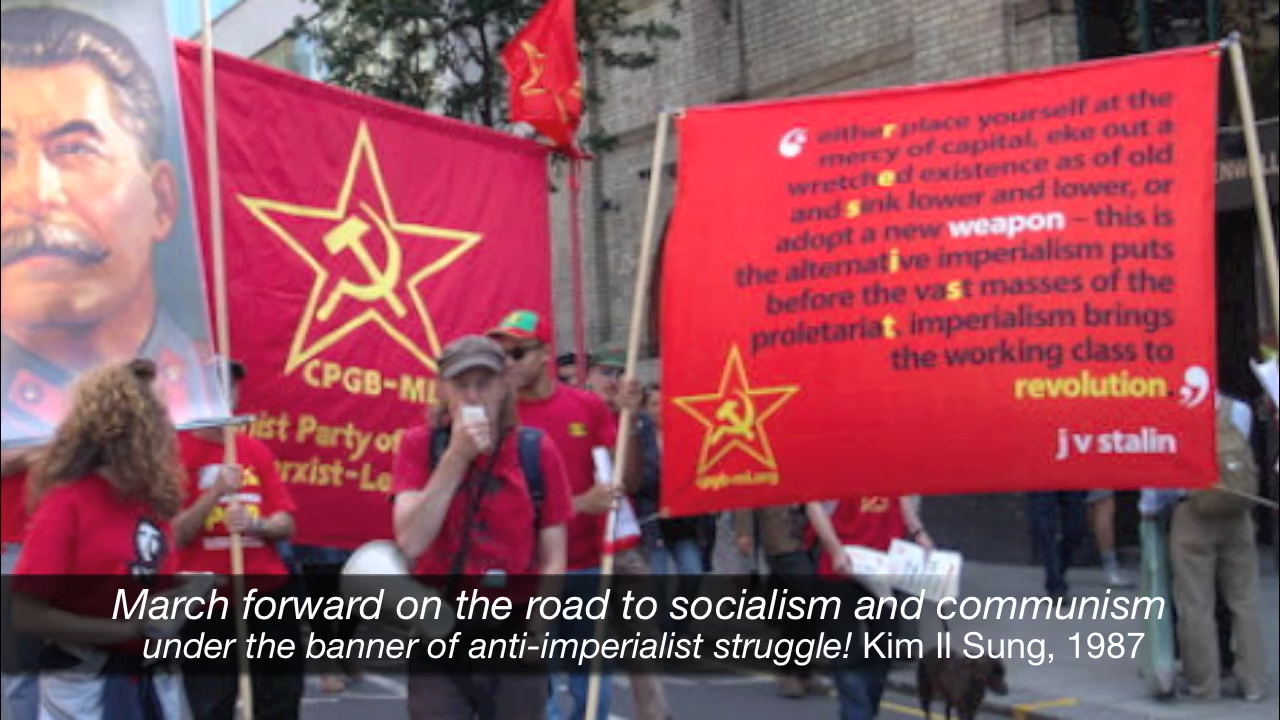 CPGB-ML
nist Party of
rxist-Le
“ either place yourself at the
mercy of capital, eke out a
wretched existence as of old
and sink lower and lower, or
adopt a new weapon – this is
the alternative imperialism puts
before the vast masses of the
proletariat. imperialism brings
the working class to
revolution. ”
j v stalin
cpgb-ml.org
March forward on the road to socialism and communism
under the banner of anti-imperialist struggle! Kim Il Sung, 1987